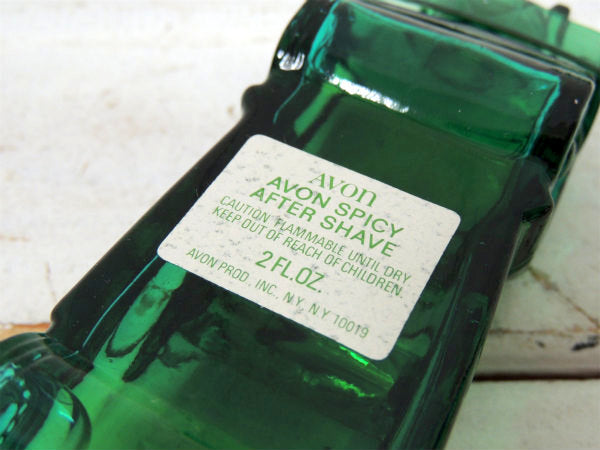 AVON
AVON SPICY
AFTER SHAVE
CAUTION: FLAMMABLE UNTIL DRY.
KEEP OUT OF REACH OF CHILDREN.
2 FL. OZ.
AVON PROD., INC., N.Y., N.Y. 10019